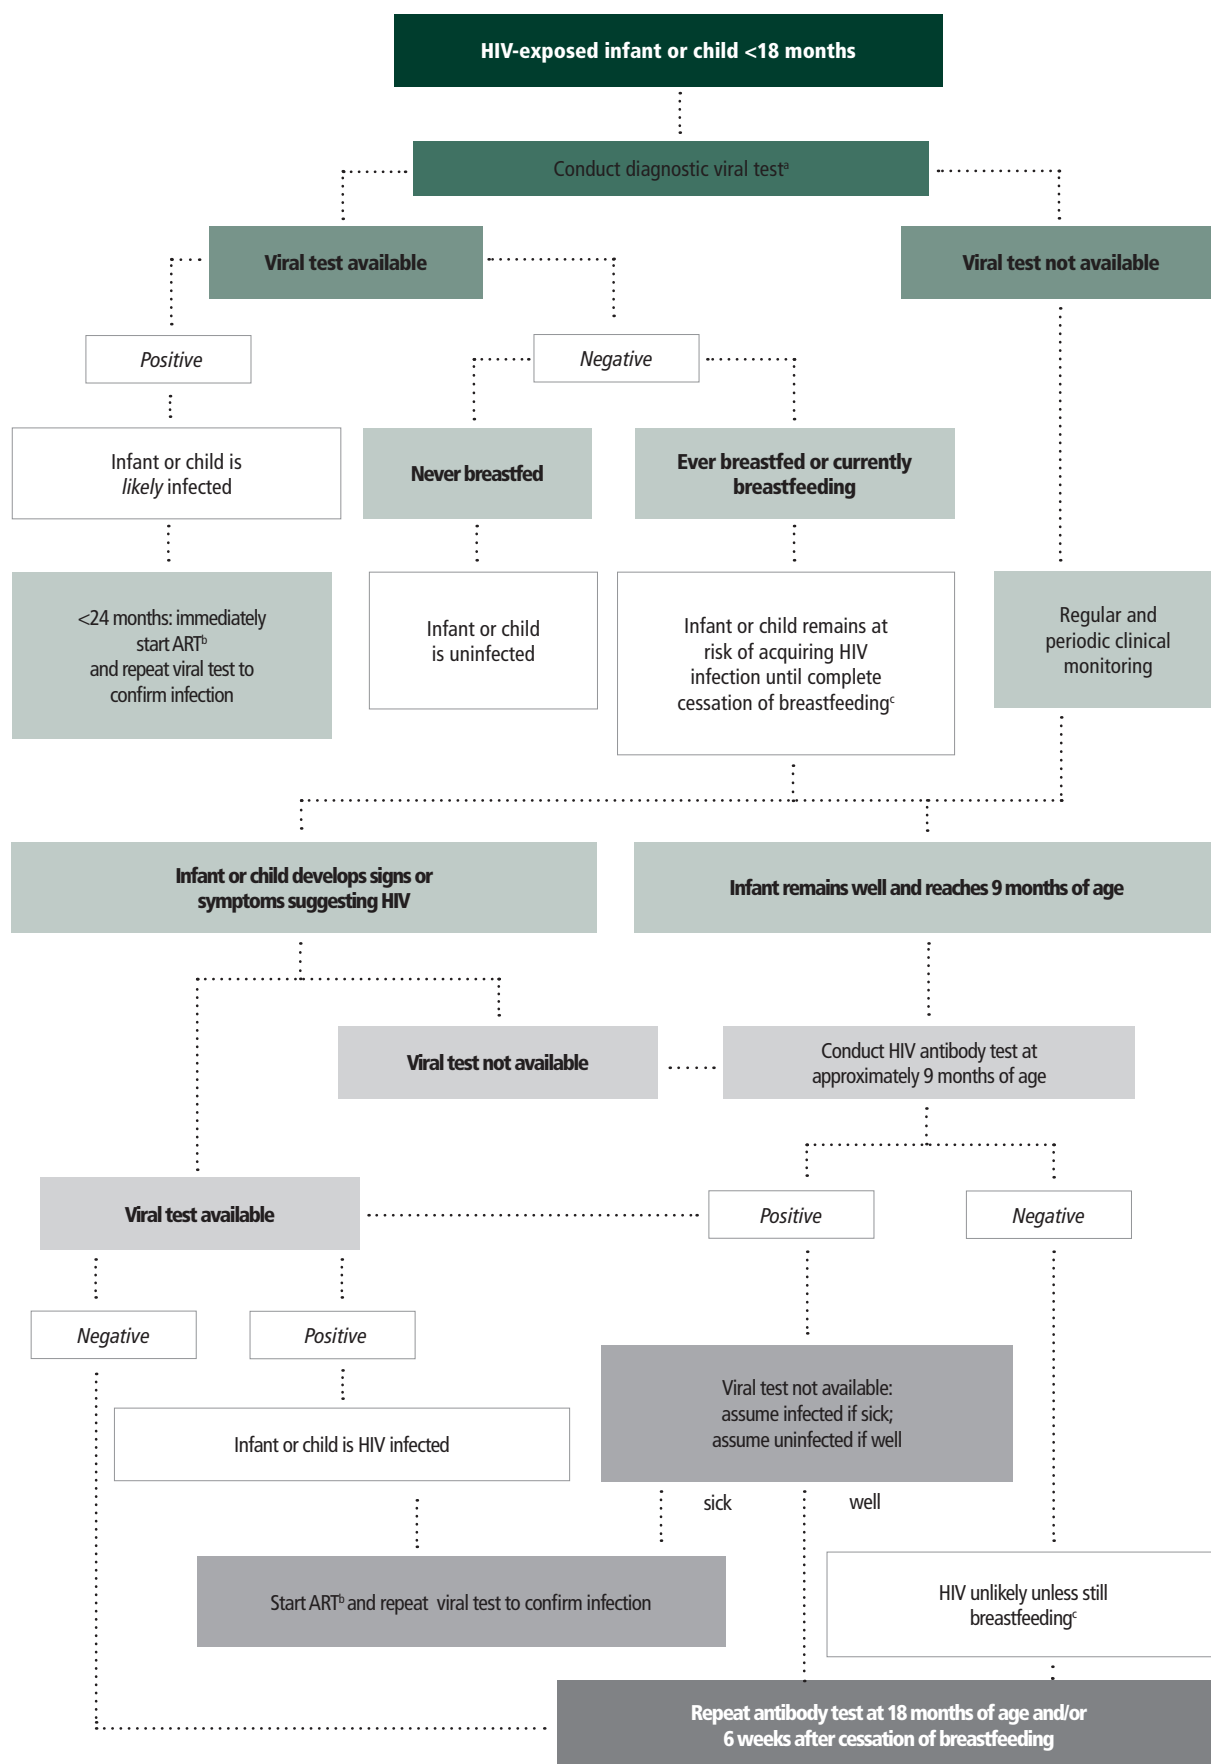 HIV-exposed infant or child <18 months
Conduct diagnostic viral testᵃ
Viral test available
Viral test not available
Positive
Negative
Infant or child is
likely infected
Never breastfed
Ever breastfed or currently
breastfeeding
<24 months: immediately
start ARTᵇ
and repeat viral test to
confirm infection
Infant or child
is uninfected
Infant or child remains at
risk of acquiring HIV
infection until complete
cessation of breastfeedingᶜ
Regular and
periodic clinical
monitoring
Infant or child develops signs or
symptoms suggesting HIV
Infant remains well and reaches 9 months of age
Viral test not available
Conduct HIV antibody test at
approximately 9 months of age
Viral test available
Positive
Negative
Negative
Positive
Viral test not available:
assume infected if sick;
assume uninfected if well
Infant or child is HIV infected
sick
well
Start ARTᵇ and repeat viral test to confirm infection
HIV unlikely unless still
breastfeedingᶜ
Repeat antibody test at 18 months of age and/or
6 weeks after cessation of breastfeeding